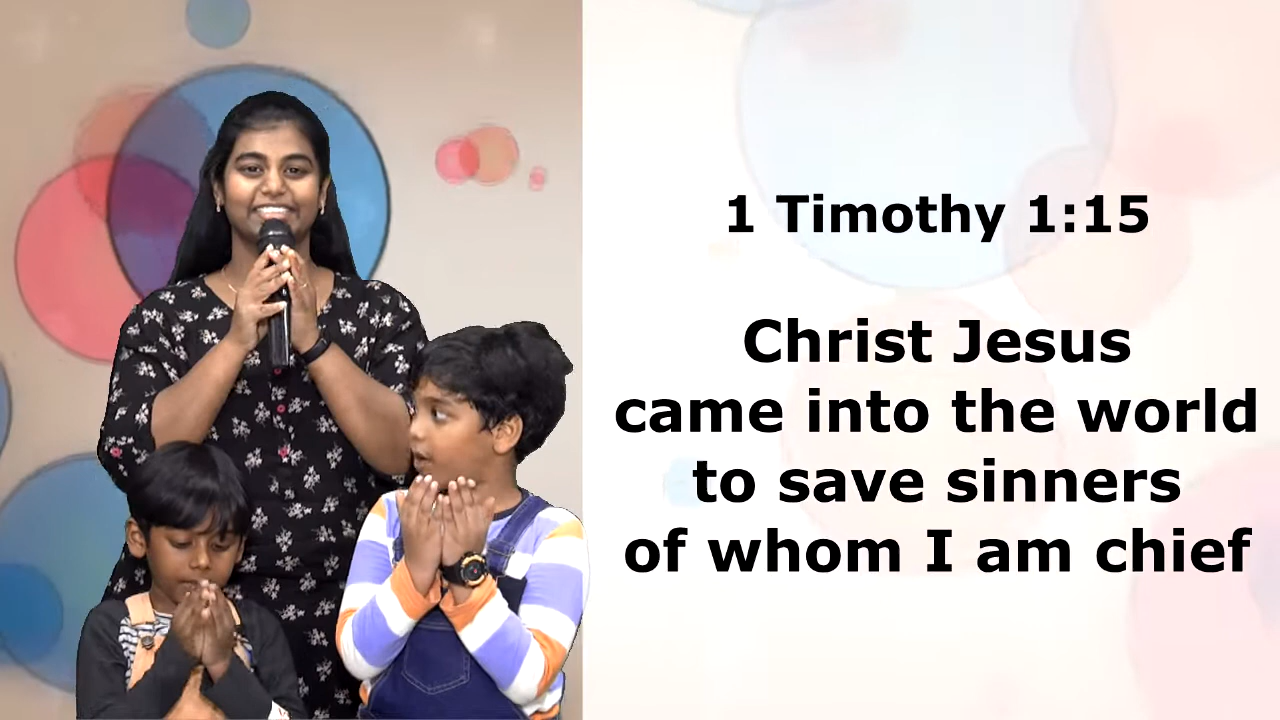 1 Timothy 1:15
Christ Jesus
came into the world
to save sinners
of whom I am chief